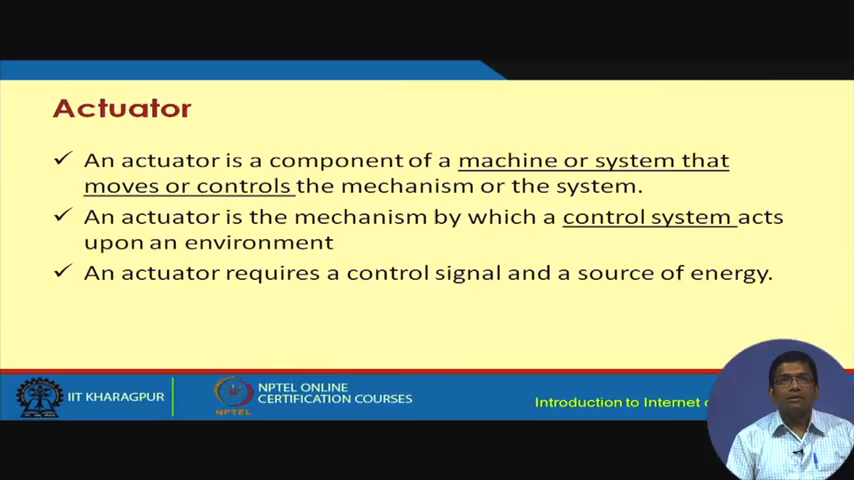 Actuator
✓ An actuator is a component of a machine or system that
moves or controls the mechanism or the system.
✓ An actuator is the mechanism by which a control system acts
upon an environment
✓ An actuator requires a control signal and a source of energy.
IIT KHARAGPUR
NPTEL
NPTEL ONLINE
CERTIFICATION COURSES
Introduction to Internet